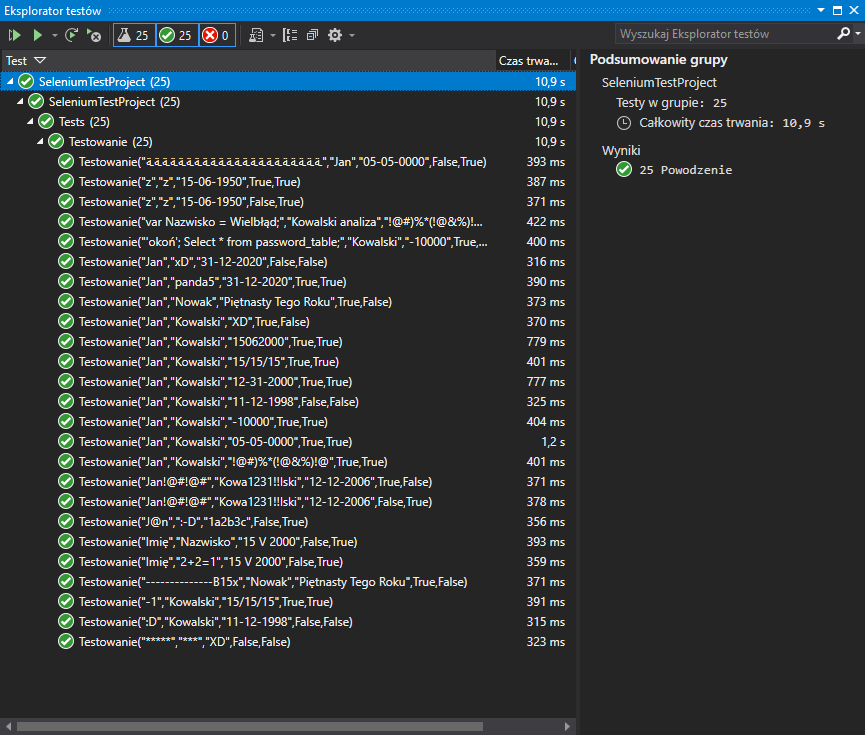 Eksplorator testów
25 25 0
Wyszukaj Eksplorator testów
Test Czas trwa...
SeleniumTestProject (25) 10,9 s
SeleniumTestProject (25) 10,9 s
Tests (25) 10,9 s
Testowanie (25) 10,9 s
","Jan","05-05-0000",False,True) 393 ms
Testowanie("z","z","15-06-1950",True,True) 387 ms
Testowanie("z","z","15-06-1950",False,True) 371 ms
Testowanie("var Nazwisko = Wielbłąd;","Kowalski analiza","!@#)%*(!@&%)!... 422 ms
Testowanie("'okoń'; Select * from password_table;","Kowalski","-10000",True,... 400 ms
Testowanie("Jan","xD","31-12-2020",False,False) 316 ms
Testowanie("Jan","panda5","31-12-2020",True,True) 390 ms
Testowanie("Jan","Nowak","Piętnasty Tego Roku",True,False) 373 ms
Testowanie("Jan","Kowalski","XD",True,False) 370 ms
Testowanie("Jan","Kowalski","15062000",True,True) 779 ms
Testowanie("Jan","Kowalski","15/15/15",True,True) 401 ms
Testowanie("Jan","Kowalski","12-31-2000",True,True) 777 ms
Testowanie("Jan","Kowalski","11-12-1998",False,False) 325 ms
Testowanie("Jan","Kowalski","-10000",True,True) 404 ms
Testowanie("Jan","Kowalski","05-05-0000",True,True) 1,2 s
Testowanie("Jan","Kowalski","!@#)%*(!@&%)!@",True,True) 401 ms
Testowanie("Jan!@#!@#","Kowa1231!!lski","12-12-2006",True,False) 371 ms
Testowanie("Jan!@#!@#","Kowa1231!!lski","12-12-2006",False,True) 378 ms
Testowanie("J@n",":-D","1a2b3c",False,True) 356 ms
Testowanie("Imię","Nazwisko","15 V 2000",False,True) 393 ms
Testowanie("Imię","2+2=1","15 V 2000",False,True) 359 ms
Testowanie("--------------B15x","Nowak","Piętnasty Tego Roku",True,False) 371 ms
Testowanie("-1","Kowalski","15/15/15",True,True) 391 ms
Testowanie(":D","Kowalski","11-12-1998",False,False) 315 ms
Testowanie("*****","***","XD",False,False) 323 ms
Podsumowanie grupy
SeleniumTestProject
Testy w grupie: 25
Całkowity czas trwania: 10,9 s
Wyniki
25 Powodzenie